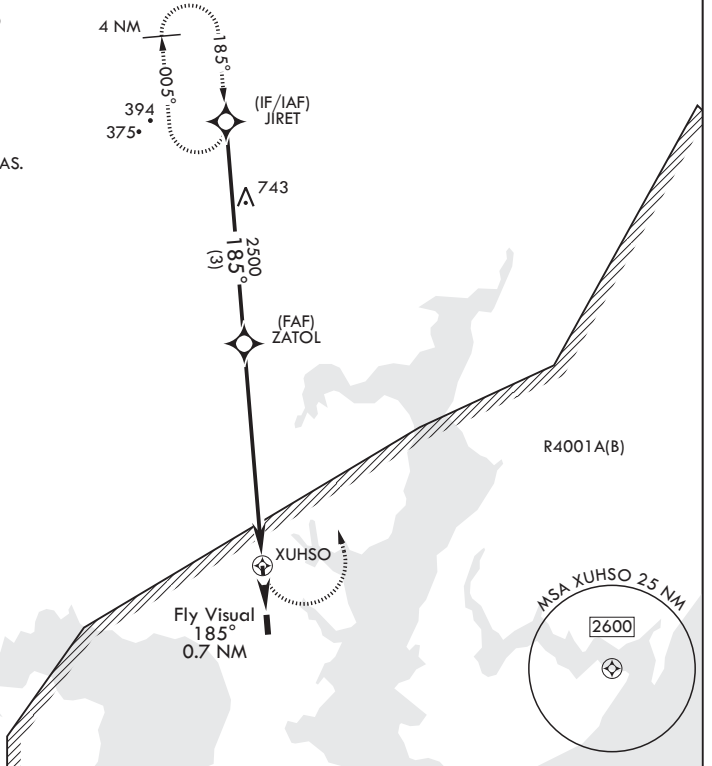 4 NM
185°
005°
(IF/IAF)
JIRET
394
375
AS.
743
2500
185°
(3)
(FAF)
ZATOL
R4001A(B)
XUHSO
Fly Visual
185°
0.7 NM
MSA XUHSO 25 NM
2600